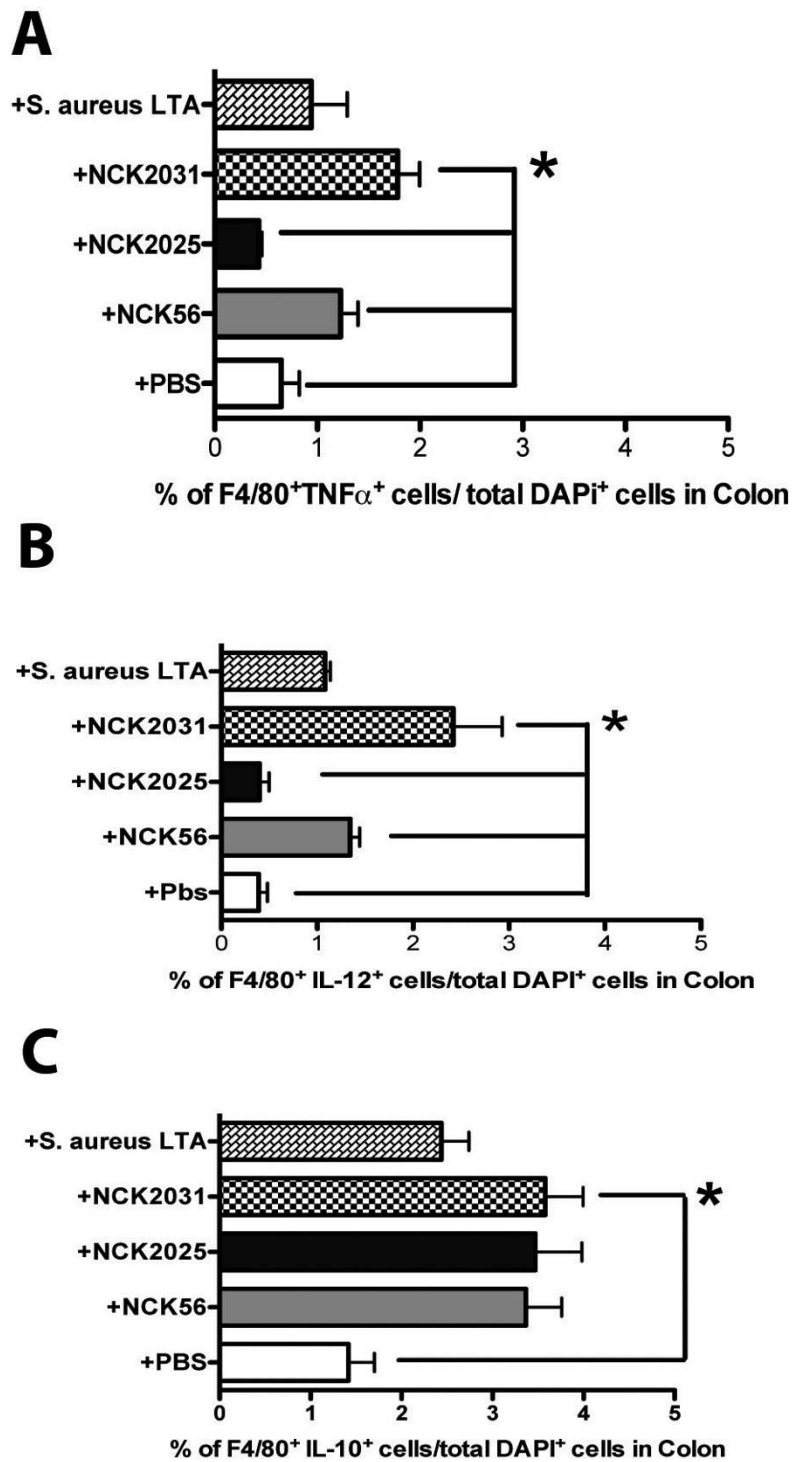 A
+S. aureus LTA
+NCK2031
*
+NCK2025
+NCK56
+PBS
0 1 2 3 4 5
% of F4/80⁺TNFα⁺ cells/ total DAPi⁺ cells in Colon
B
+S. aureus LTA
+NCK2031
*
+NCK2025
+NCK56
+Pbs
0 1 2 3 4 5
% of F4/80⁺ IL-12⁺ cells/total DAPI⁺ cells in Colon
C
+S. aureus LTA
+NCK2031
*
+NCK2025
+NCK56
+PBS
0 1 2 3 4 5
% of F4/80⁺ IL-10⁺ cells/total DAPI⁺ cells in Colon